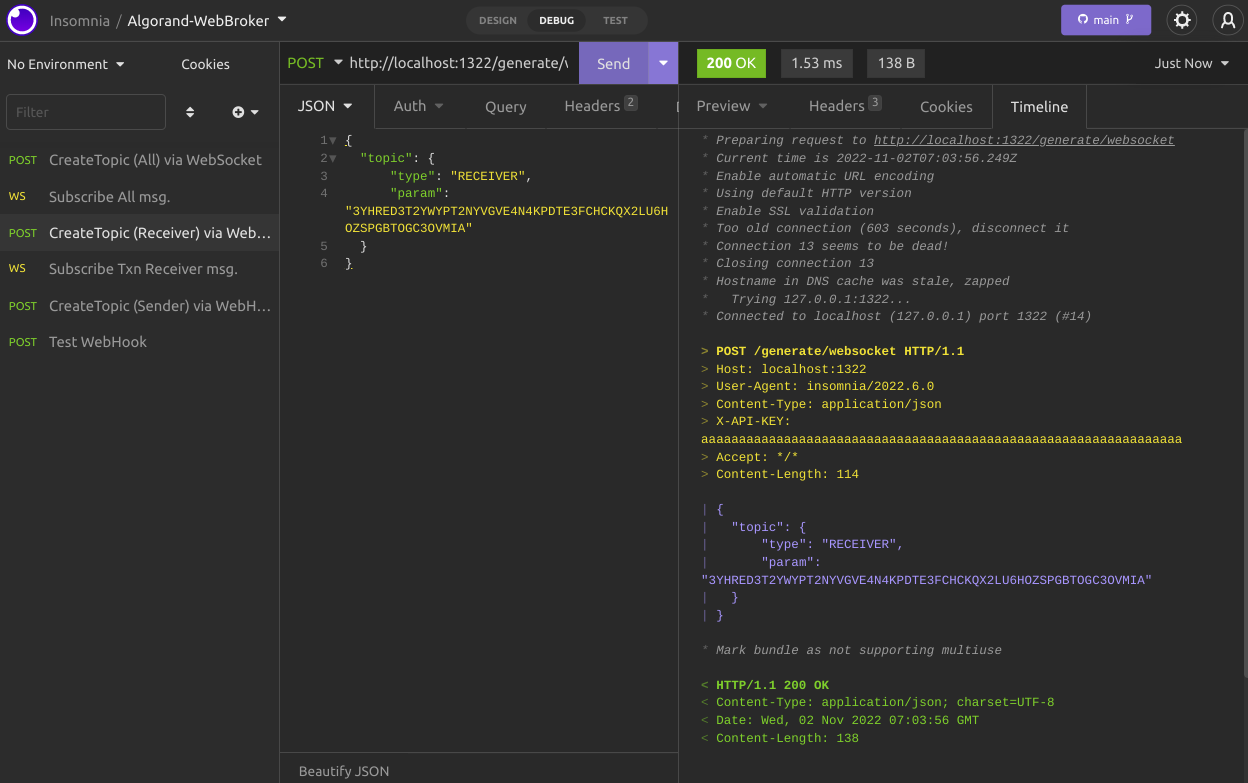 Insomnia / Algorand-WebBroker
DESIGN DEBUG TEST
main
No Environment
Cookies
Filter
POST CreateTopic (All) via WebSocket
WS Subscribe All msg.
POST CreateTopic (Receiver) via Web...
WS Subscribe Txn Receiver msg.
POST CreateTopic (Sender) via WebH...
POST Test WebHook
POST http://localhost:1322/generate/v
Send
JSON Auth Query Headers 2
1 {
2 "topic": {
3 "type": "RECEIVER",
4 "param":
"3YHRED3T2YWYPT2NYVGVE4N4KPDTE3FCHCKQX2LU6H
OZSPGBTOGC3OVMIA"
5 }
6 }
Beautify JSON
200 OK 1.53 ms 138 B Just Now
Preview Headers 3 Cookies Timeline
* Preparing request to http://localhost:1322/generate/websocket
* Current time is 2022-11-02T07:03:56.249Z
* Enable automatic URL encoding
* Using default HTTP version
* Enable SSL validation
* Too old connection (603 seconds), disconnect it
* Connection 13 seems to be dead!
* Closing connection 13
* Hostname in DNS cache was stale, zapped
* Trying 127.0.0.1:1322...
* Connected to localhost (127.0.0.1) port 1322 (#14)
> POST /generate/websocket HTTP/1.1
> Host: localhost:1322
> User-Agent: insomnia/2022.6.0
> Content-Type: application/json
> X-API-KEY:
aaaaaaaaaaaaaaaaaaaaaaaaaaaaaaaaaaaaaaaaaaaaaaaaaaaaaaaaaaaaaaaa
> Accept: */*
> Content-Length: 114
| {
| "topic": {
| "type": "RECEIVER",
| "param":
"3YHRED3T2YWYPT2NYVGVE4N4KPDTE3FCHCKQX2LU6HOZSPGBTOGC3OVMIA"
| }
| }
* Mark bundle as not supporting multiuse
< HTTP/1.1 200 OK
< Content-Type: application/json; charset=UTF-8
< Date: Wed, 02 Nov 2022 07:03:56 GMT
< Content-Length: 138